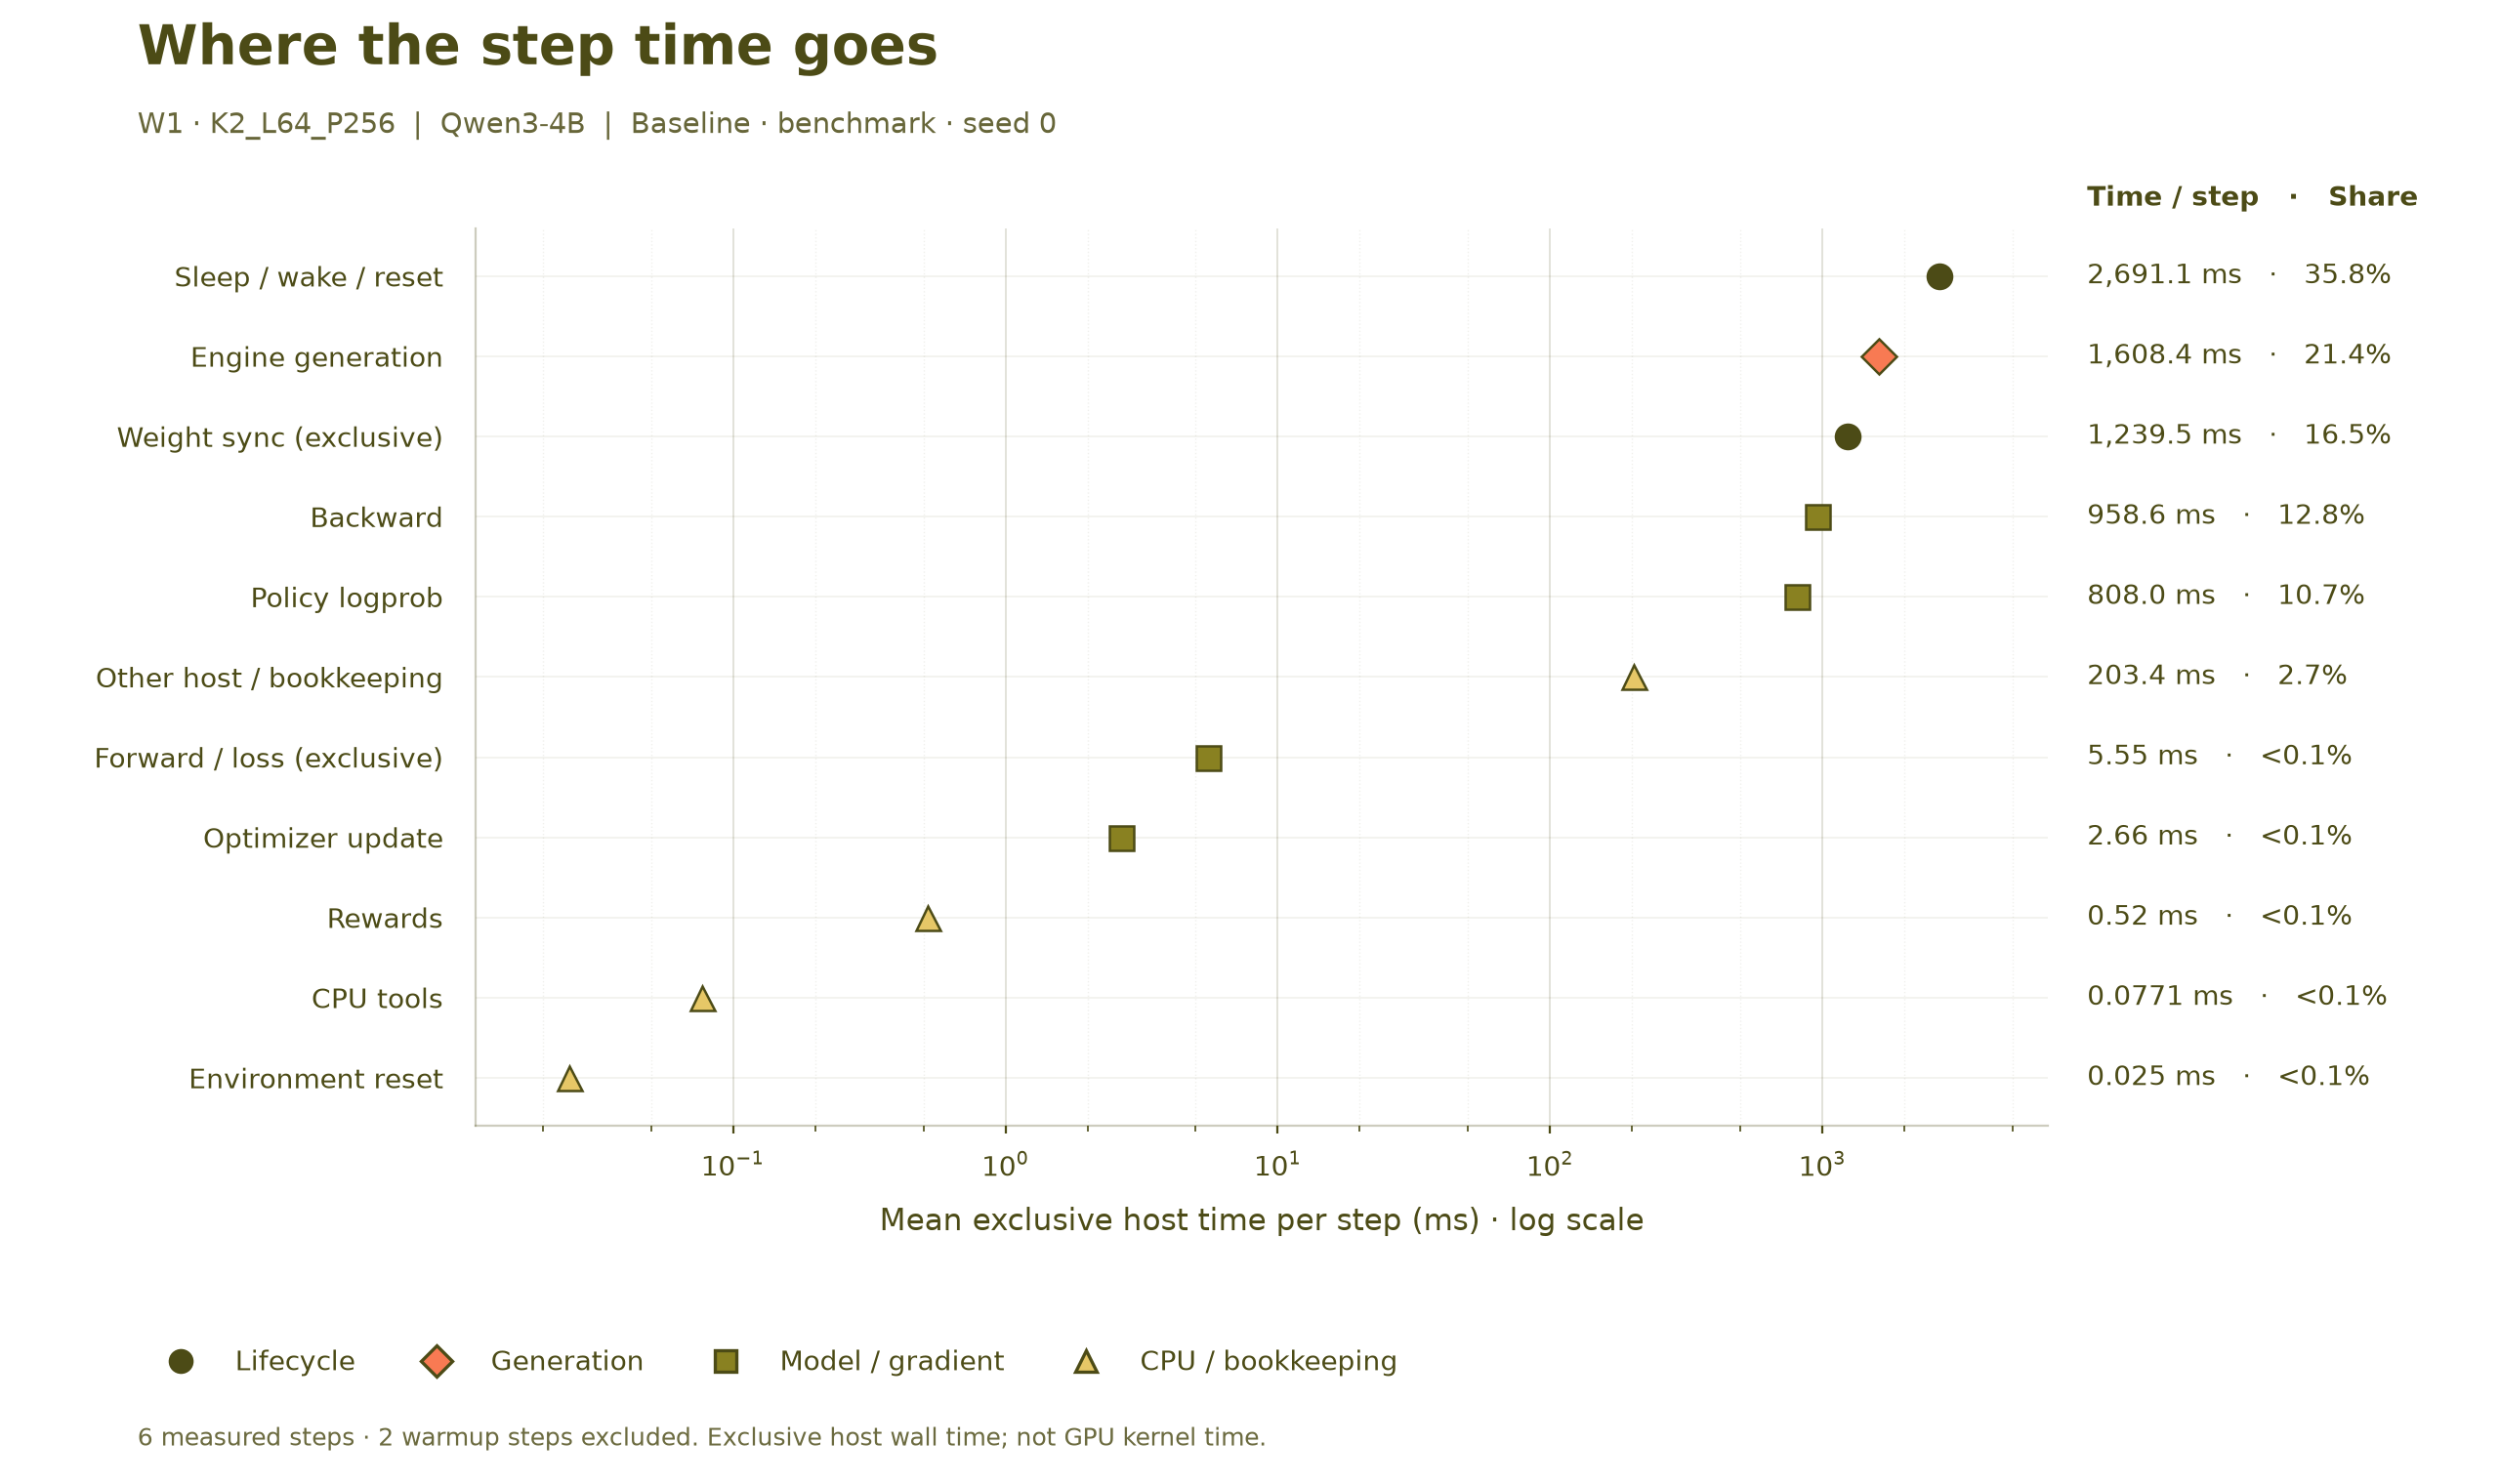 Where the step time goes
W1 · K2_L64_P256 | Qwen3-4B | Baseline · benchmark · seed 0
Time / step · Share
Sleep / wake / reset 2,691.1 ms · 35.8%
Engine generation 1,608.4 ms · 21.4%
Weight sync (exclusive) 1,239.5 ms · 16.5%
Backward 958.6 ms · 12.8%
Policy logprob 808.0 ms · 10.7%
Other host / bookkeeping 203.4 ms · 2.7%
Forward / loss (exclusive) 5.55 ms · <0.1%
Optimizer update 2.66 ms · <0.1%
Rewards 0.52 ms · <0.1%
CPU tools 0.0771 ms · <0.1%
Environment reset 0.025 ms · <0.1%
10⁻¹ 10⁰ 10¹ 10² 10³
Mean exclusive host time per step (ms) · log scale
Lifecycle Generation Model / gradient CPU / bookkeeping
6 measured steps · 2 warmup steps excluded. Exclusive host wall time; not GPU kernel time.